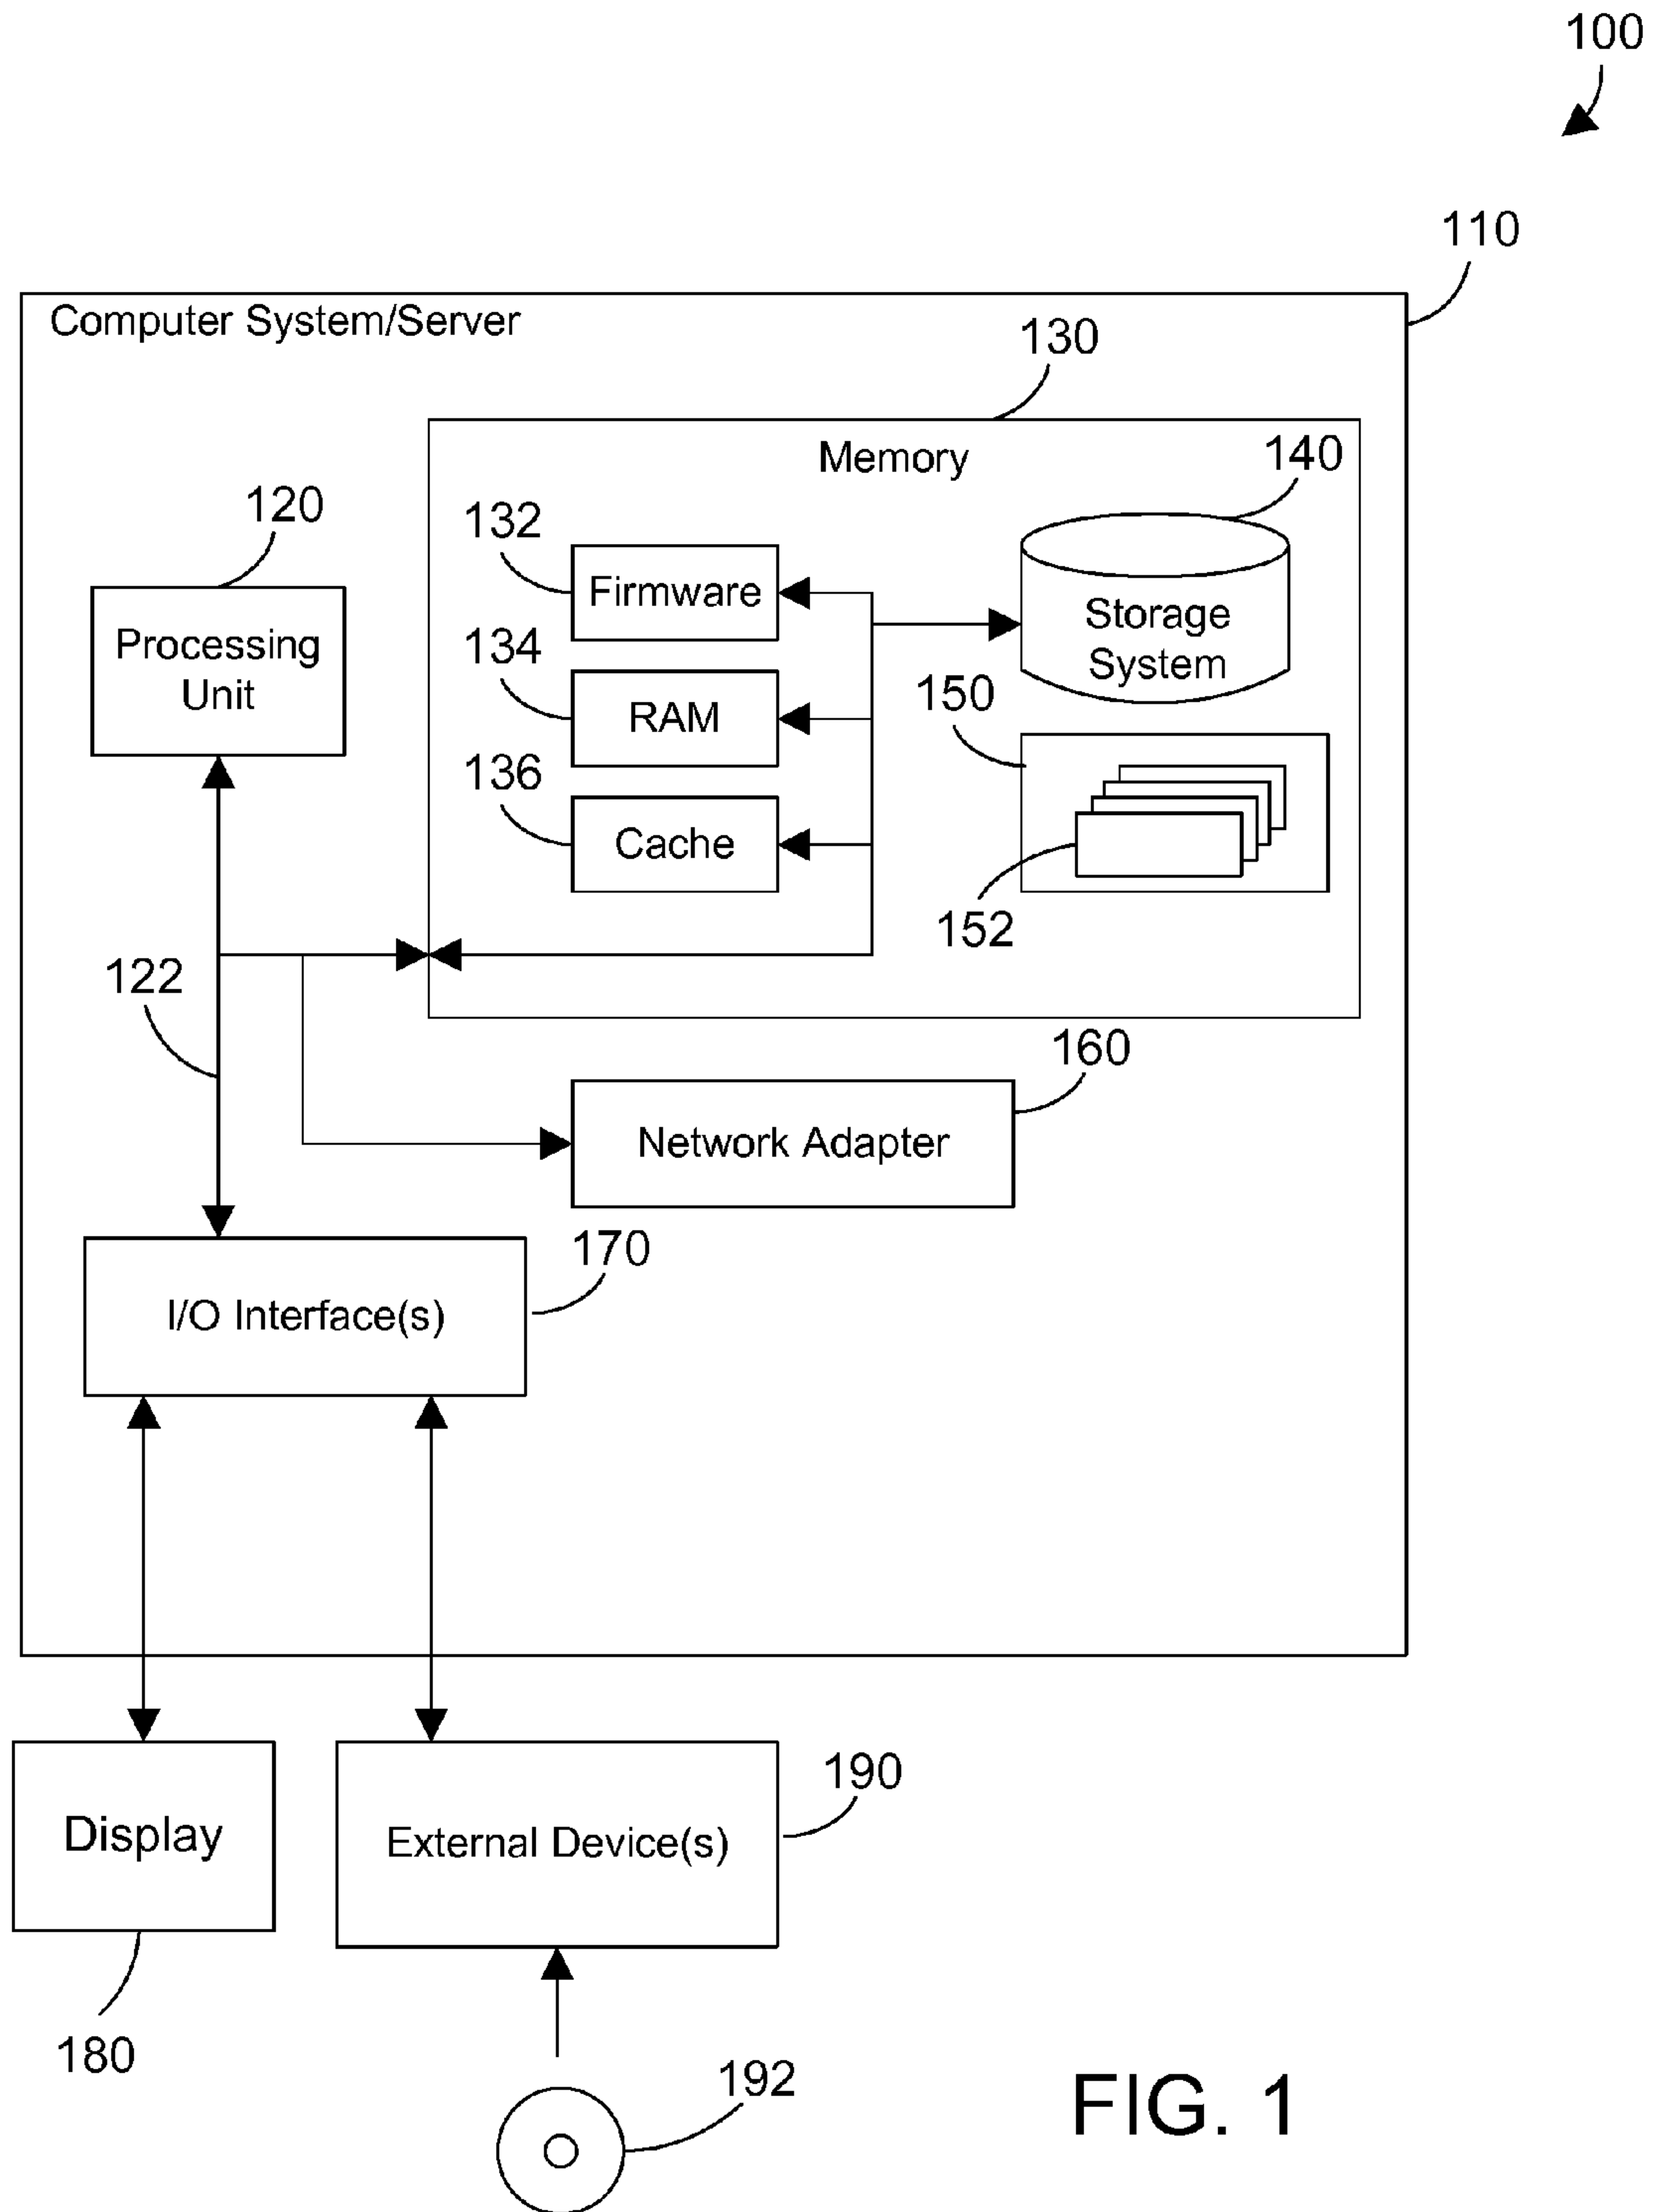 100
110
Computer System/Server
130
Memory
140
120
132
Firmware
Storage
System
Processing
Unit
134
RAM
150
136
Cache
152
122
160
Network Adapter
170
I/O Interface(s)
190
Display
External Device(s)
180
192
FIG. 1